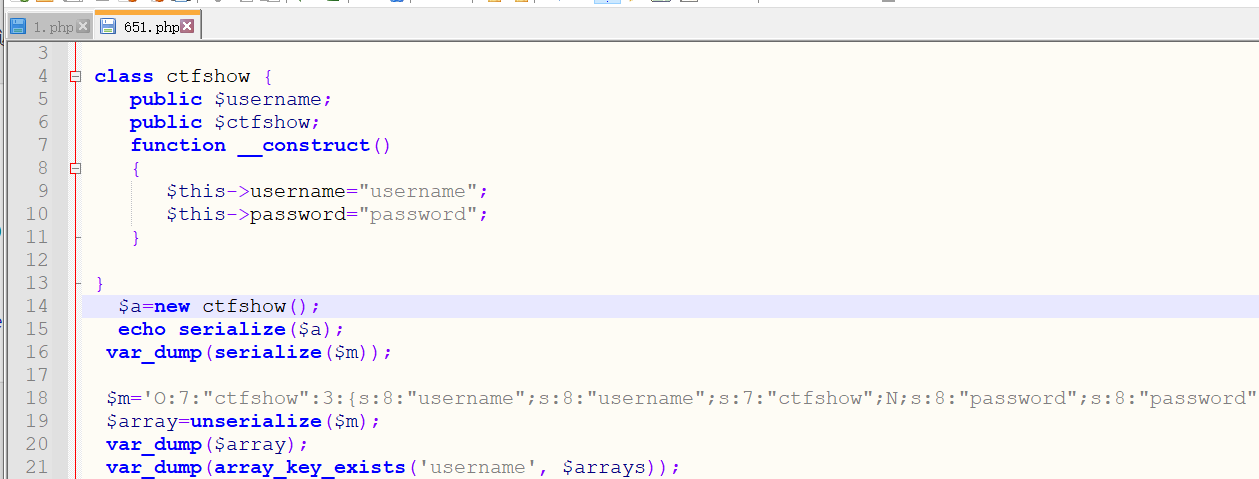 1.php 651.php
3
4 class ctfshow {
5 public $username;
6 public $ctfshow;
7 function __construct()
8 {
9 $this->username="username";
10 $this->password="password";
11 }
12
13 }
14 $a=new ctfshow();
15 echo serialize($a);
16 var_dump(serialize($m));
17
18 $m='O:7:"ctfshow":3:{s:8:"username";s:8:"username";s:7:"ctfshow";N;s:8:"password";s:8:"password"
19 $array=unserialize($m);
20 var_dump($array);
21 var_dump(array_key_exists('username', $arrays));